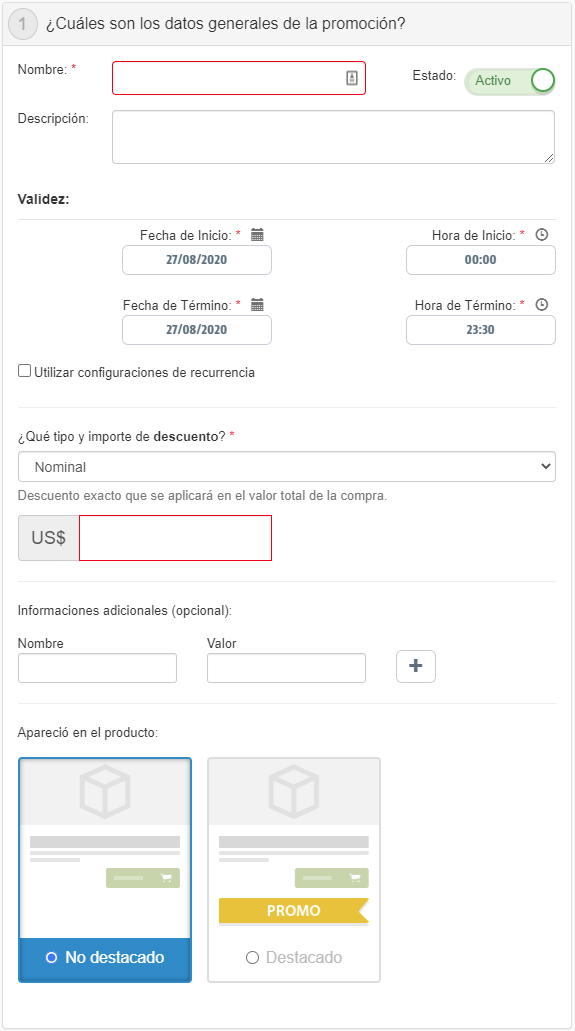 1 ¿Cuáles son los datos generales de la promoción?
Nombre: * Estado: Activo
Descripción:
Validez:
Fecha de Inicio: * Hora de Inicio: *
27/08/2020 00:00
Fecha de Término: * Hora de Término: *
27/08/2020 23:30
Utilizar configuraciones de recurrencia
¿Qué tipo y importe de descuento? *
Nominal
Descuento exacto que se aplicará en el valor total de la compra.
US$
Informaciones adicionales (opcional):
Nombre Valor
+
Apareció en el producto:
PROMO
No destacado Destacado